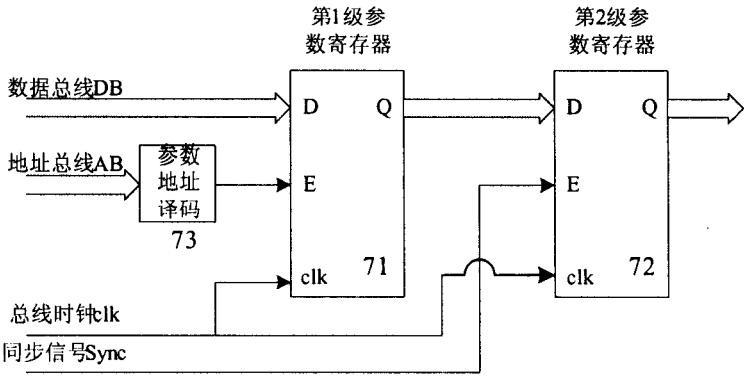 第1级参
数寄存器
第2级参
数寄存器
数据总线DB
D
Q
D
Q
地址总线AB
参数
地址
译码
E
E
73
clk
71
clk
72
总线时钟clk
同步信号Sync